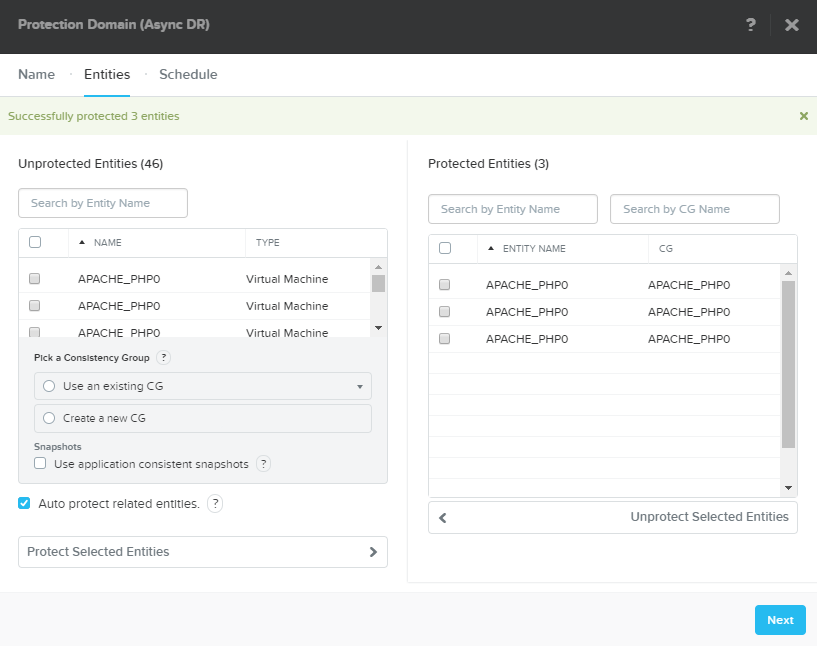 Protection Domain (Async DR)
? ×
Name · Entities · Schedule
Successfully protected 3 entities ×
Unprotected Entities (46)
Search by Entity Name
NAME TYPE
APACHE_PHP0 Virtual Machine
APACHE_PHP0 Virtual Machine
APACHE_PHP0 Virtual Machine
Pick a Consistency Group ?
Use an existing CG
Create a new CG
Snapshots
Use application consistent snapshots ?
Auto protect related entities. ?
Protect Selected Entities
Protected Entities (3)
Search by Entity Name Search by CG Name
ENTITY NAME CG
APACHE_PHP0 APACHE_PHP0
APACHE_PHP0 APACHE_PHP0
APACHE_PHP0 APACHE_PHP0
Unprotect Selected Entities
Next